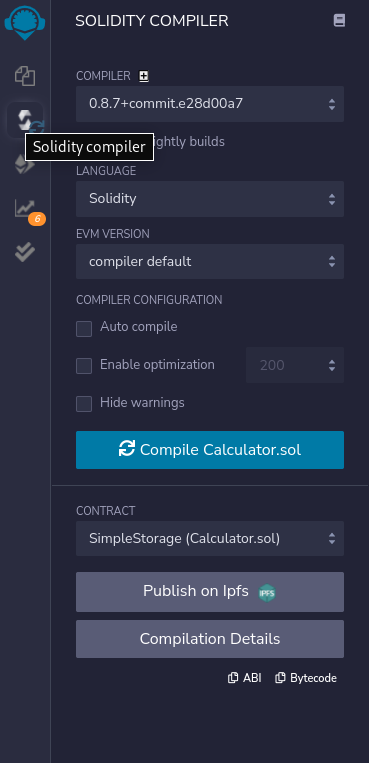 SOLIDITY COMPILER
COMPILER
0.8.7+commit.e28d00a7
Solidity compiler
ightly builds
LANGUAGE
Solidity
EVM VERSION
compiler default
6
COMPILER CONFIGURATION
Auto compile
Enable optimization 200
Hide warnings
Compile Calculator.sol
CONTRACT
SimpleStorage (Calculator.sol)
Publish on Ipfs IPFS
Compilation Details
ABI Bytecode